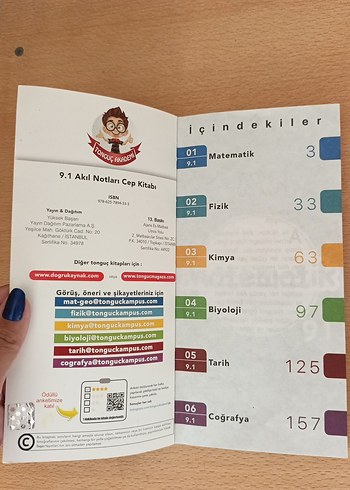 TONGUÇ AKADEMİ
9.1 Akıl Notları Cep Kitabı
ISBN
Yayın & Dağıtım
Yükselen Başarı
Yayın Dağıtım Pazarlama A.Ş.
Kağıthane / İSTANBUL
Sertifika No: 34978
13. Baskı
Diğer tonguç kitapları için :
www.dogrukaynak.com
www.tongucmagaza.com
Görüş, öneri ve şikayetleriniz için
mat-geo@tonguckampus.com
fizik@tonguckampus.com
kimya@tonguckampus.com
biyoloji@tonguckampus.com
tarih@tonguckampus.com
cografya@tonguckampus.com
Ödüllü
anketimize
katıl
İçindekiler
01
9.1
Matematik
3
02
9.1
Fizik
33
03
9.1
Kimya
63
04
9.1
Biyoloji
97
05
9.1
Tarih
125
06
9.1
Coğrafya
157